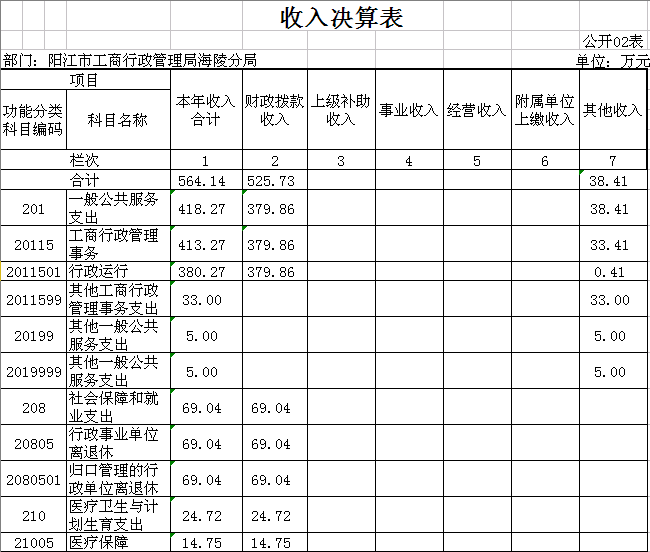 收入决算表
公开02表
部门：阳江市工商行政管理局海陵分局 单位：万元
项目 本年收入合计 财政拨款收入 上级补助收入 事业收入 经营收入 附属单位上缴收入 其他收入
功能分类科目编码 科目名称
栏次 1 2 3 4 5 6 7
合计 564.14 525.73 38.41
201 一般公共服务支出 418.27 379.86 38.41
20115 工商行政管理事务 413.27 379.86 33.41
2011501 行政运行 380.27 379.86 0.41
2011599 其他工商行政管理事务支出 33.00 33.00
20199 其他一般公共服务支出 5.00 5.00
2019999 其他一般公共服务支出 5.00 5.00
208 社会保障和就业支出 69.04 69.04
20805 行政事业单位离退休 69.04 69.04
2080501 归口管理的行政单位离退休 69.04 69.04
210 医疗卫生与计划生育支出 24.72 24.72
21005 医疗保障 14.75 14.75